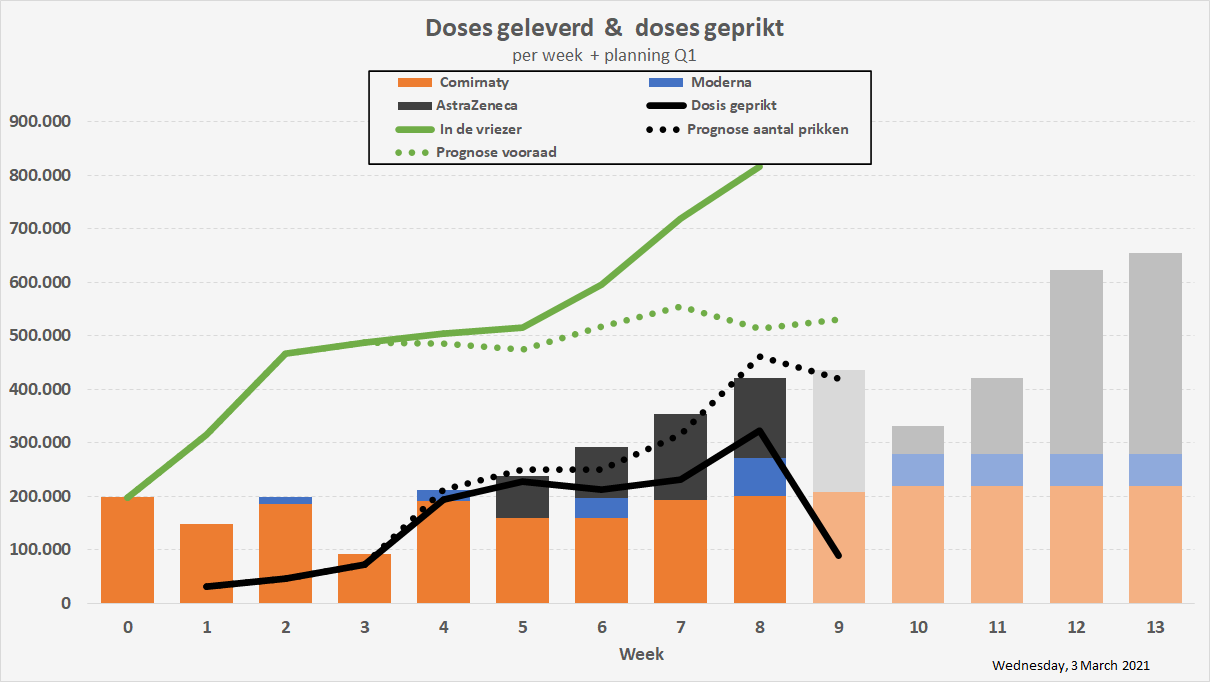 Doses geleverd & doses geprikt
per week + planning Q1
Comirnaty
Moderna
AstraZeneca
Dosis geprikt
In de vriezer
Prognose aantal prikken
Prognose vooraad
900.000
800.000
700.000
600.000
500.000
400.000
300.000
200.000
100.000
0
0 1 2 3 4 5 6 7 8 9 10 11 12 13
Week
Wednesday, 3 March 2021